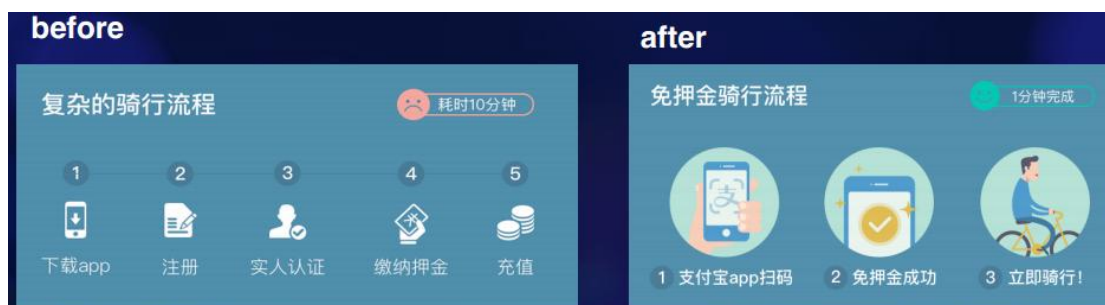 before
复杂的骑行流程
耗时10分钟
1
2
3
4
5
下载app
注册
实人认证
缴纳押金
充值
after
免押金骑行流程
1分钟完成
支
1 支付宝app扫码
2 免押金成功
3 立即骑行!